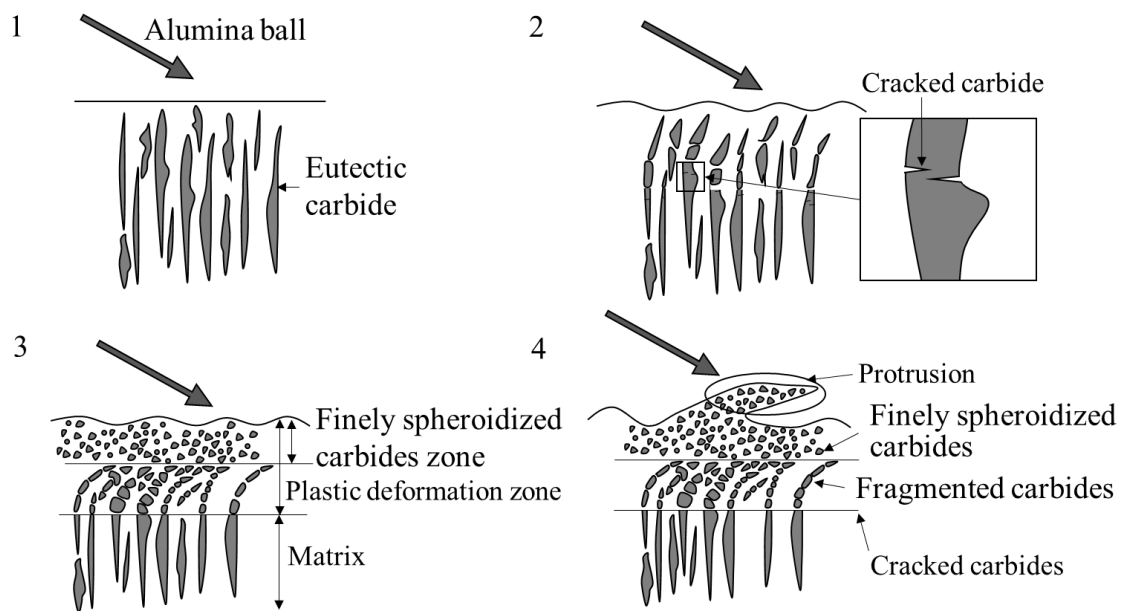 1
Alumina ball
Eutectic
carbide
2
Cracked carbide
3
Finely spheroidized
carbides zone
Plastic deformation zone
Matrix
4
Protrusion
Finely spheroidized
carbides
Fragmented carbides
Cracked carbides